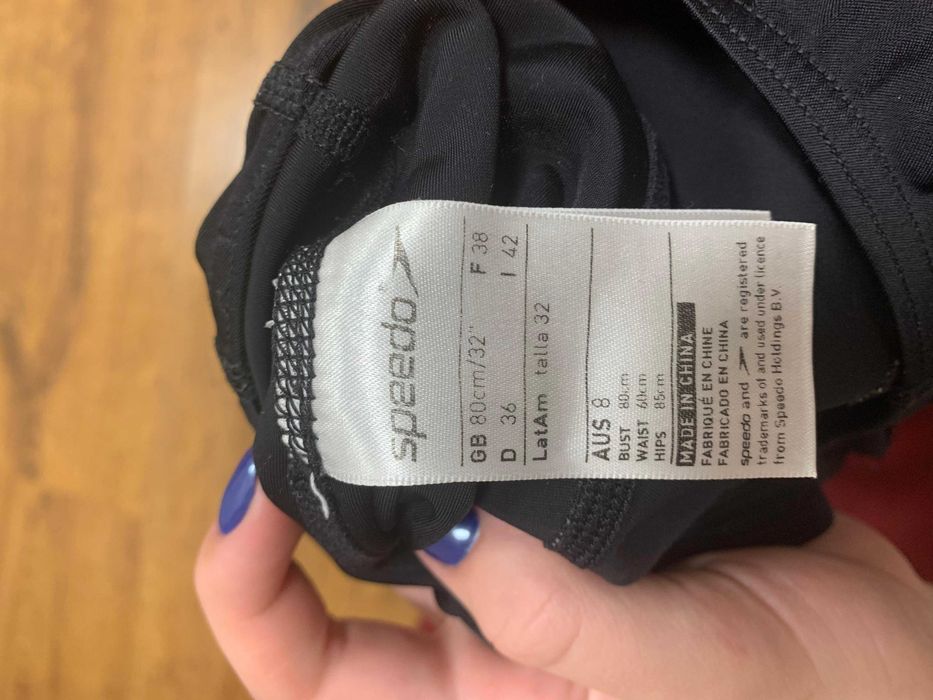 speedo
GB 80cm/32" F 38
D 36 I 42
LatAm talla 32
AUS 8
BUST 80cm
WAIST 60cm
HIPS 85cm
MADE IN CHINA
FABRIQUÉ EN CHINE
FABRICADO EN CHINA
speedo and are registered
trademarks of and used under licence
from Speedo Holdings B.V.